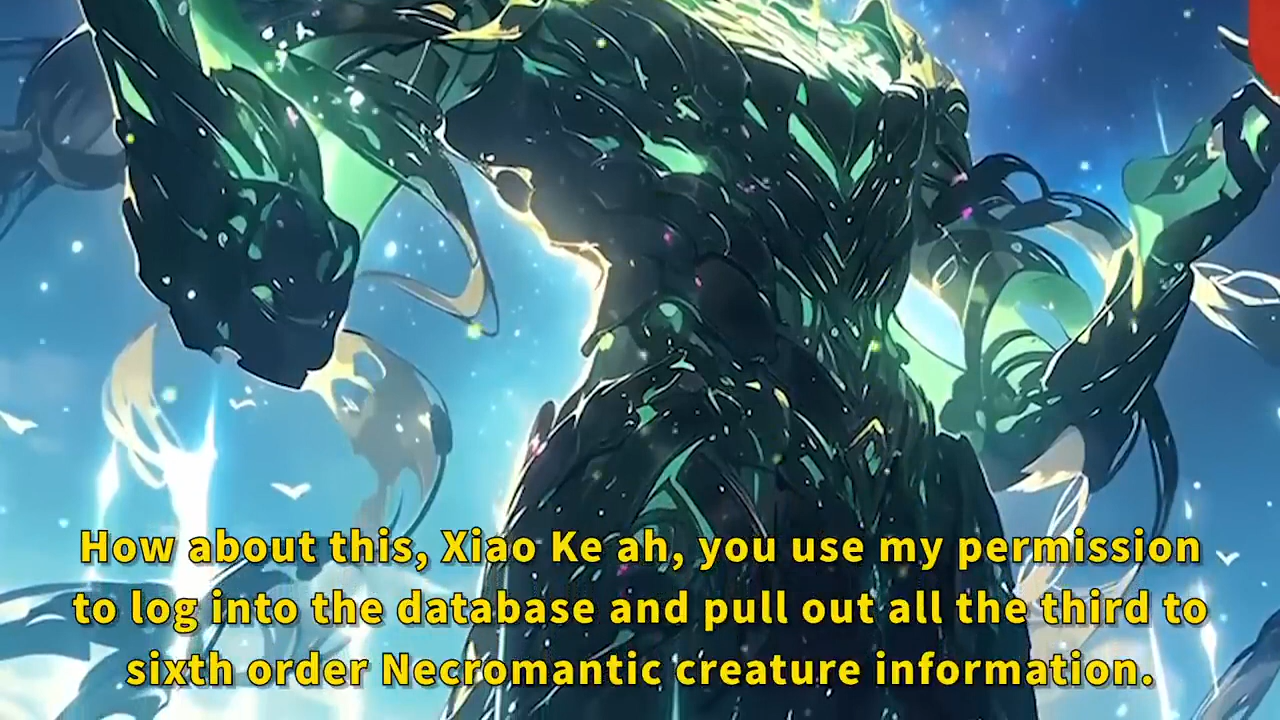 How about this, Xiao Ke ah, you use my permission
to log into the database and pull out all the third to
sixth order Necromantic creature information.